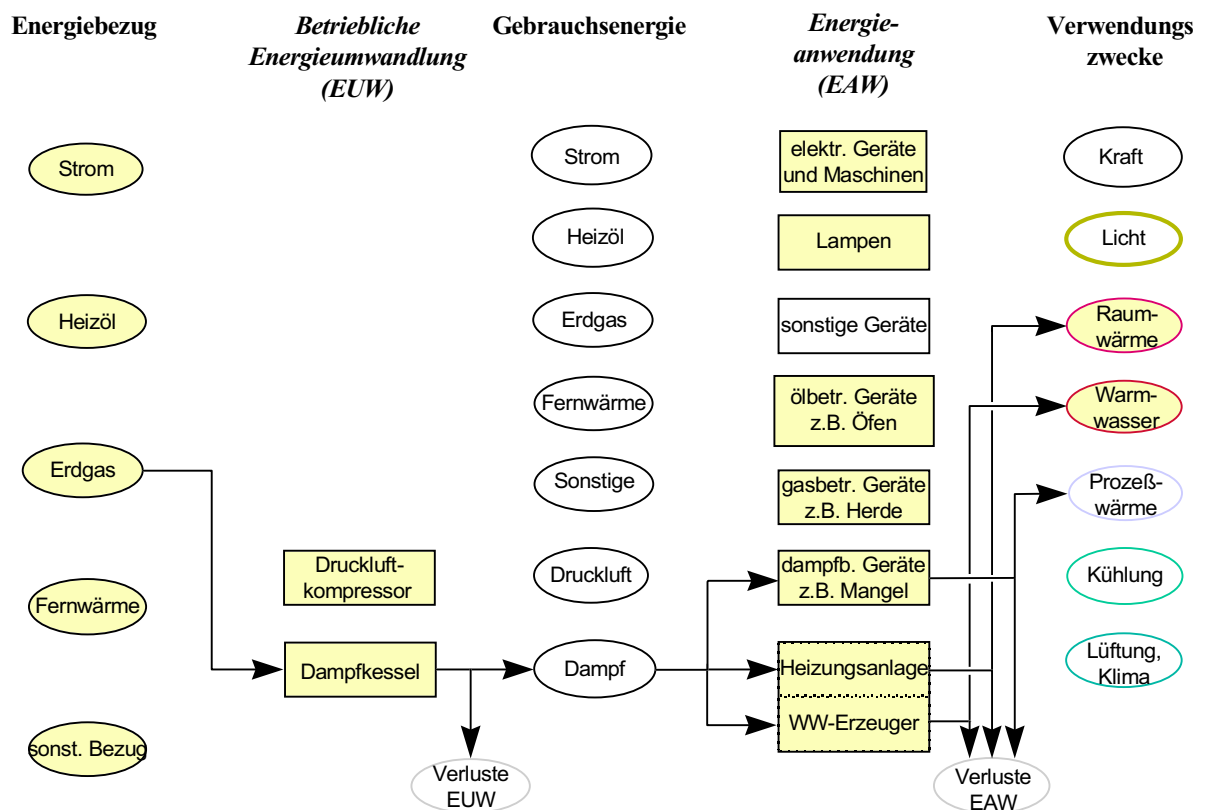 Energiebezug
Betriebliche
Energieumwandlung
(EUW)
Gebrauchsenergie
Energie-
anwendung
(EAW)
Verwendungs
zwecke
Strom
Heizöl
Erdgas
Fernwärme
sonst. Bezug
Druckluft-
kompressor
Dampfkessel
Verluste
EUW
Strom
Heizöl
Erdgas
Fernwärme
Sonstige
Druckluft
Dampf
elektr. Geräte
und Maschinen
Lampen
sonstige Geräte
ölbetr. Geräte
z.B. Öfen
gasbetr. Geräte
z.B. Herde
dampfb. Geräte
z.B. Mangel
Heizungsanlage
WW-Erzeuger
Verluste
EAW
Kraft
Licht
Raum-
wärme
Warm-
wasser
Prozeß-
wärme
Kühlung
Lüftung,
Klima